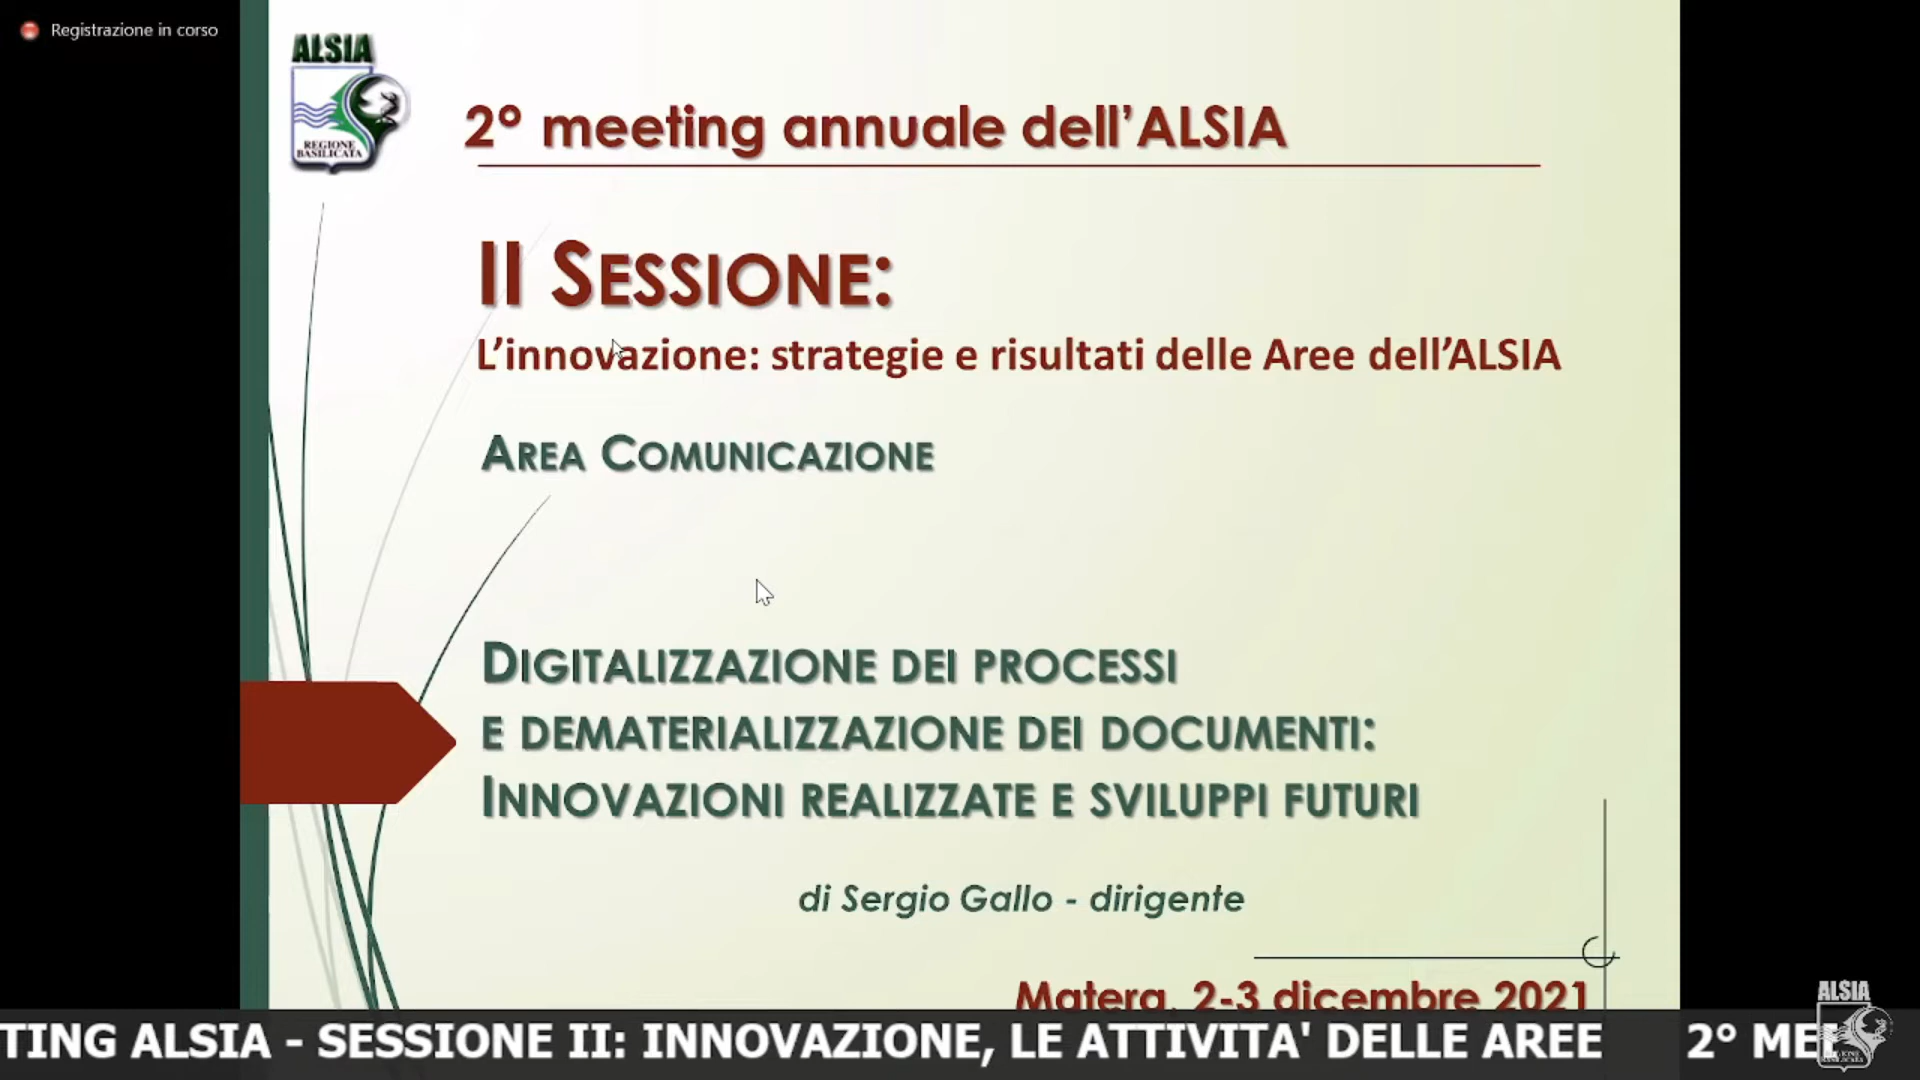 Registrazione in corso
ALSIA
REGIONE
BASILICATA
2° meeting annuale dell'ALSIA
II SESSIONE:
L'innovazione: strategie e risultati delle Aree dell'ALSIA
AREA COMUNICAZIONE
DIGITALIZZAZIONE DEI PROCESSI
E DEMATERIALIZZAZIONE DEI DOCUMENTI:
INNOVAZIONI REALIZZATE E SVILUPPI FUTURI
di Sergio Gallo - dirigente
Matera, 2-3 dicembre 2021
TING ALSIA - SESSIONE II: INNOVAZIONE, LE ATTIVITA' DELLE AREE 2° ME
ALSIA
REGIONE
BASILICATA